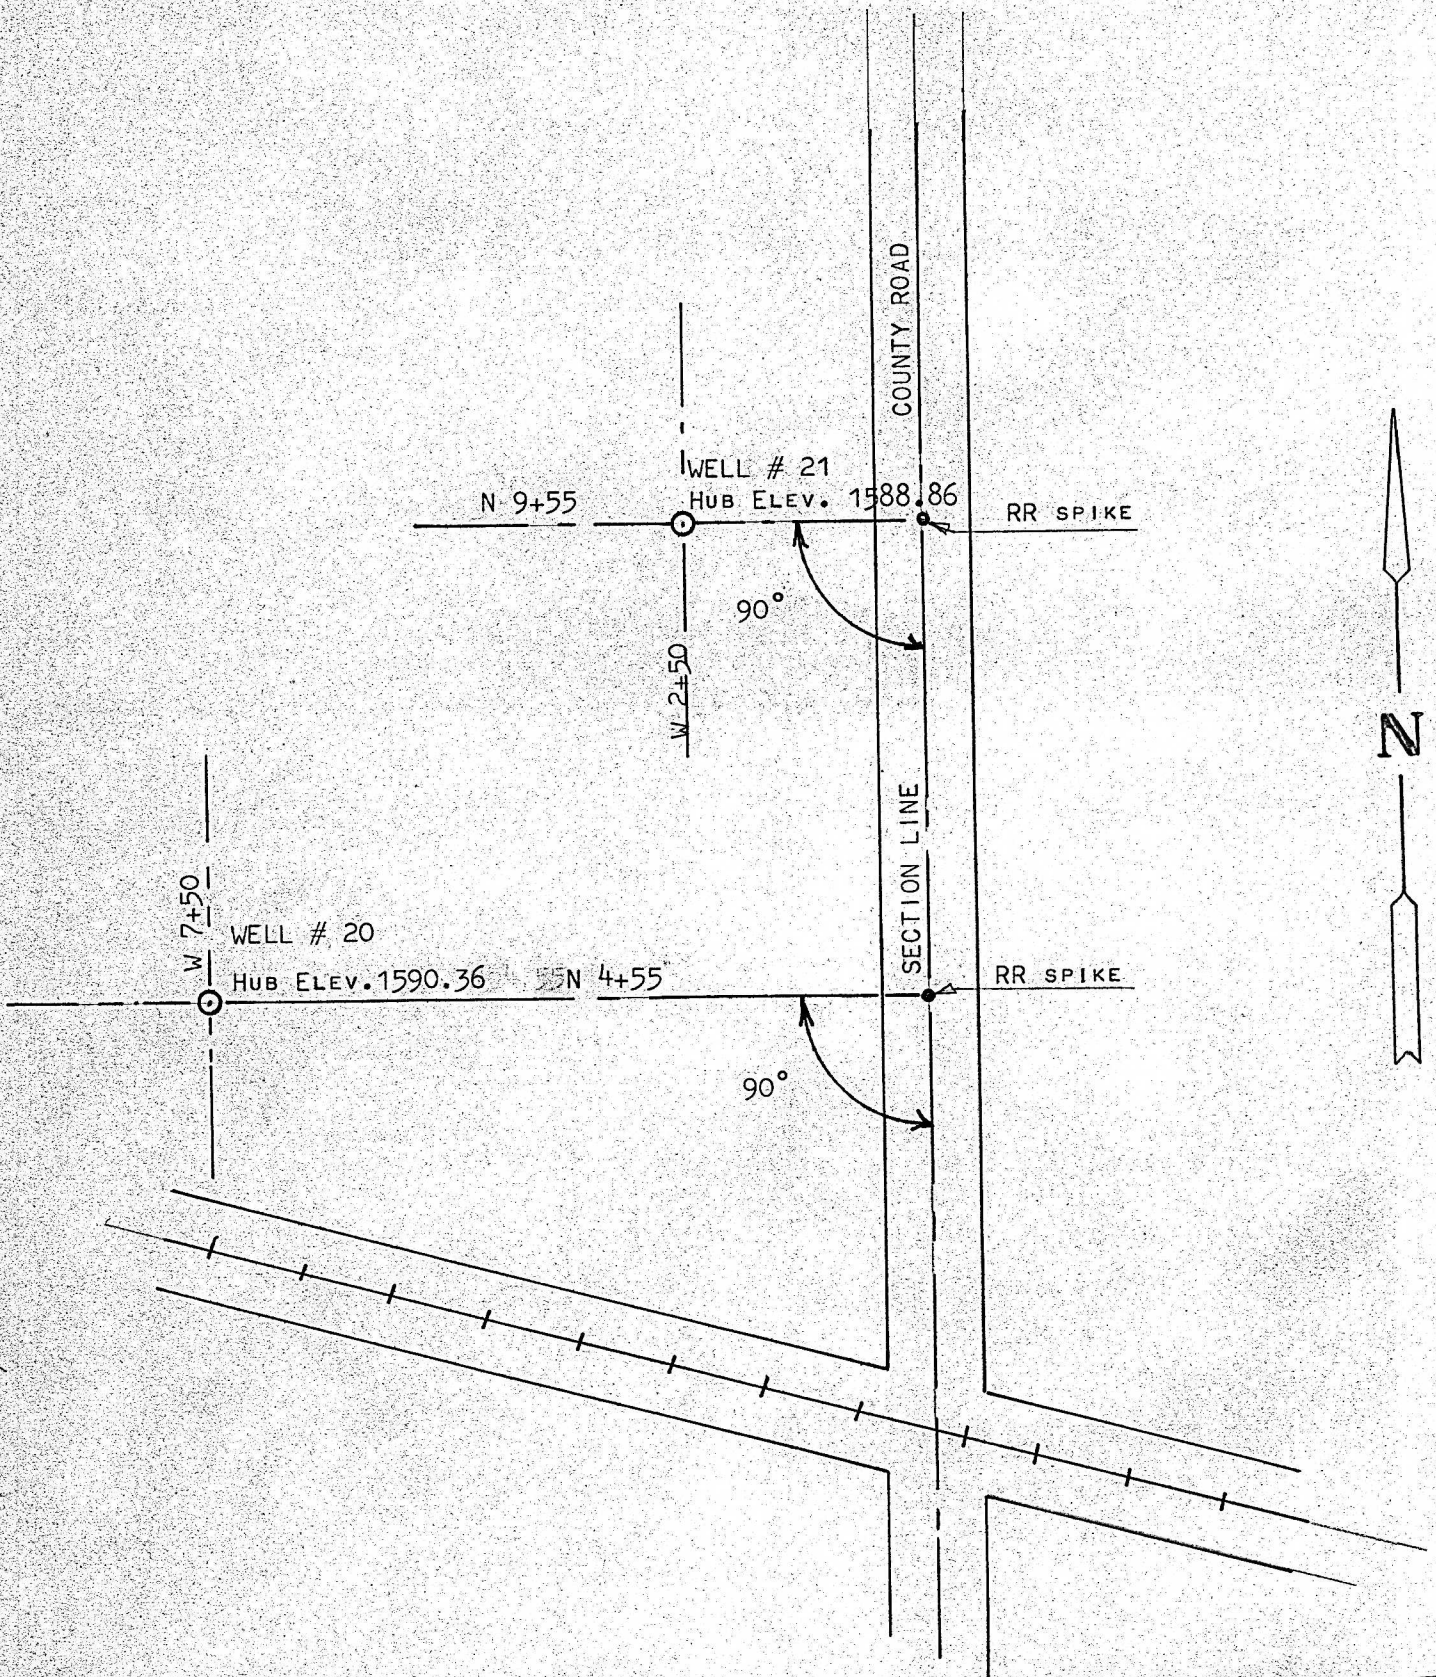 COUNTY ROAD
WELL # 21
HUB ELEV. 1588.86
N 9+55
RR SPIKE
90°
W 2+50
N
SECTION LINE
W 7+50
WELL # 20
HUB ELEV. 1590.36
N 4+55
RR SPIKE
90°